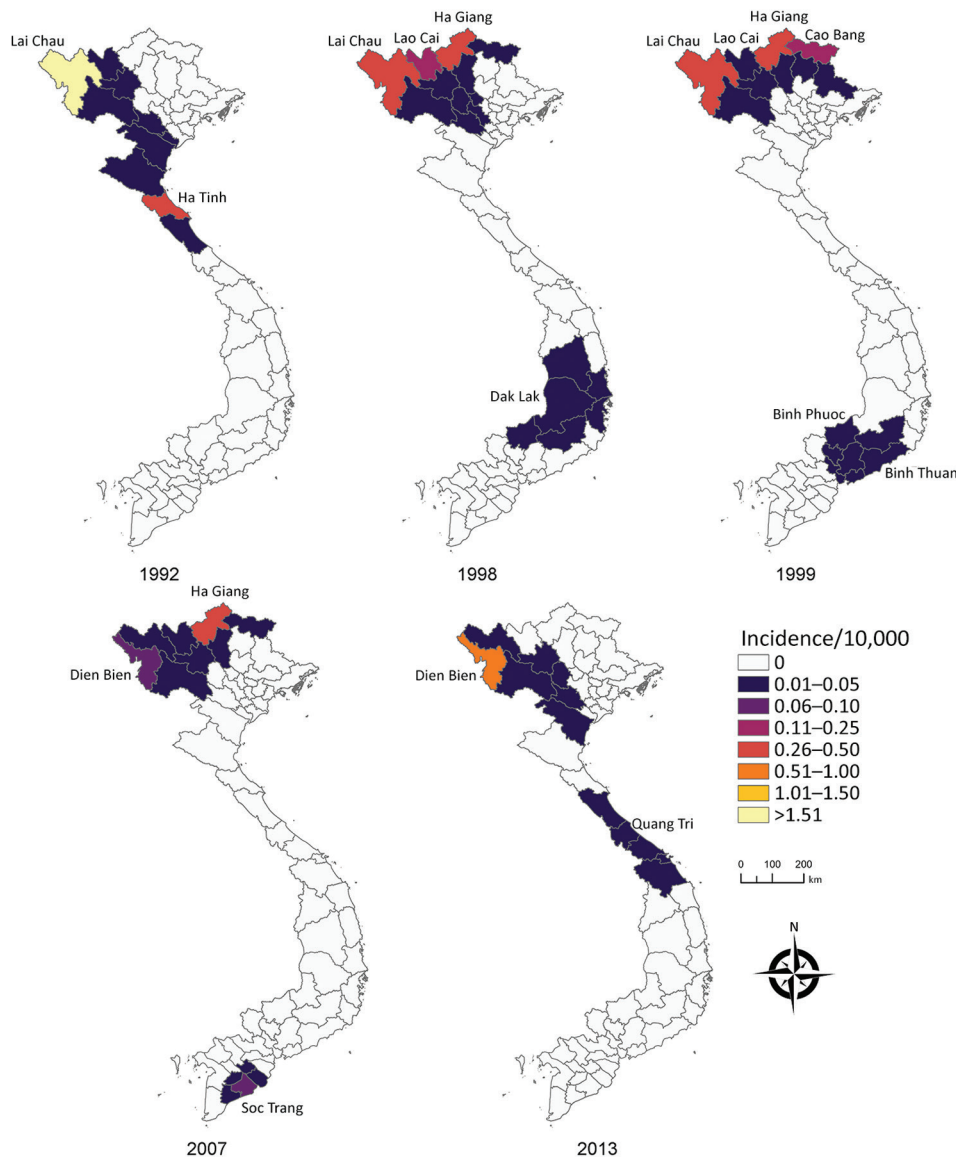 Lai Chau
Ha Tinh
1992
Ha Giang
Lai Chau
Lao Cai
Dak Lak
1998
Ha Giang
Lai Chau
Lao Cai
Cao Bang
Binh Phuoc
Binh Thuan
1999
Ha Giang
Dien Bien
Soc Trang
2007
Dien Bien
Quang Tri
2013
Incidence/10,000
0
0.01–0.05
0.06–0.10
0.11–0.25
0.26–0.50
0.51–1.00
1.01–1.50
>1.51
0 100 200
km
N